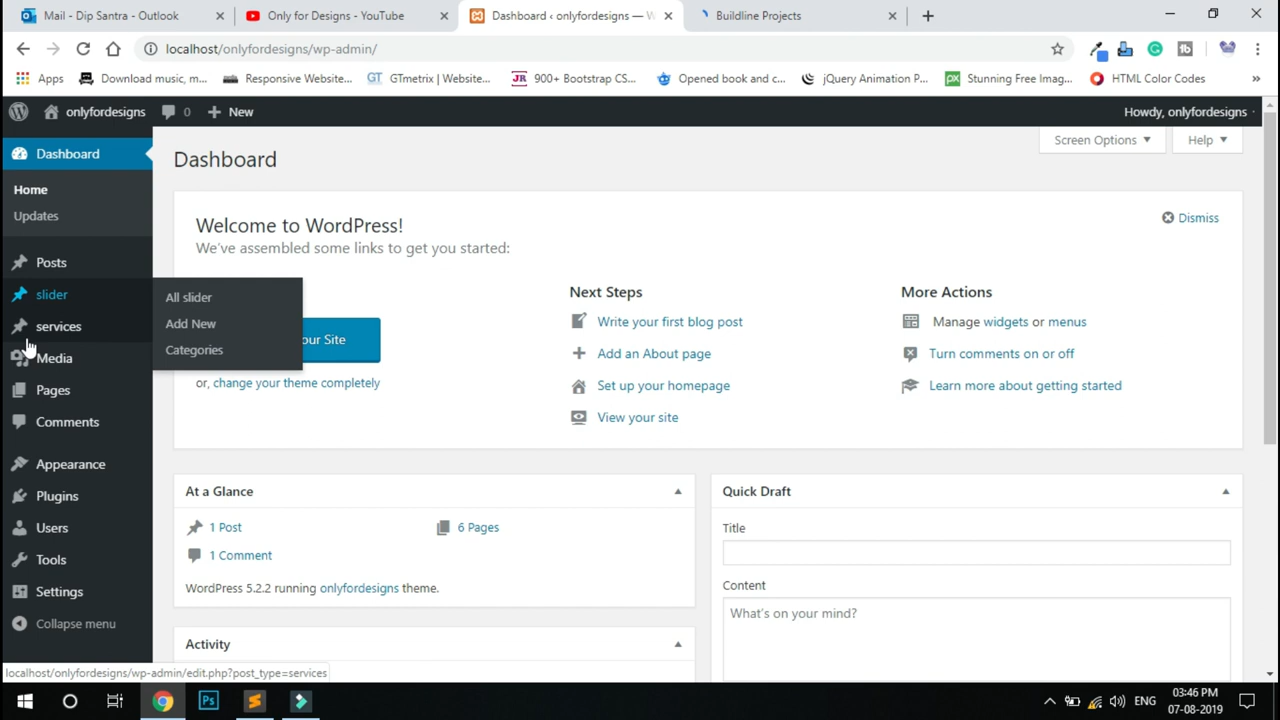 Mail - Dip Santra - Outlook
Only for Designs - YouTube
Dashboard ‹ onlyfordesigns — W
Buildline Projects
localhost/onlyfordesigns/wp-admin/
Apps
Download music, m...
Responsive Website...
GT
GTmetrix | Website...
JR
900+ Bootstrap CS...
Opened book and c...
jQuery Animation P...
px
Stunning Free Imag...
HTML Color Codes
»
onlyfordesigns
0
New
Howdy, onlyfordesigns
Dashboard
Home
Updates
Posts
slider
services
Media
Pages
Comments
Appearance
Plugins
Users
Tools
Settings
Collapse menu
All slider
Add New
Categories
Dashboard
Screen Options
Help
Welcome to WordPress!
We've assembled some links to get you started:
Dismiss
our Site
or, change your theme completely
Next Steps
Write your first blog post
Add an About page
Set up your homepage
View your site
More Actions
Manage widgets or menus
Turn comments on or off
Learn more about getting started
At a Glance
1 Post
6 Pages
1 Comment
WordPress 5.2.2 running onlyfordesigns theme.
Activity
Quick Draft
Title
Content
What's on your mind?
localhost/onlyfordesigns/wp-admin/edit.php?post_type=services
Ps
ENG
03:46 PM
07-08-2019